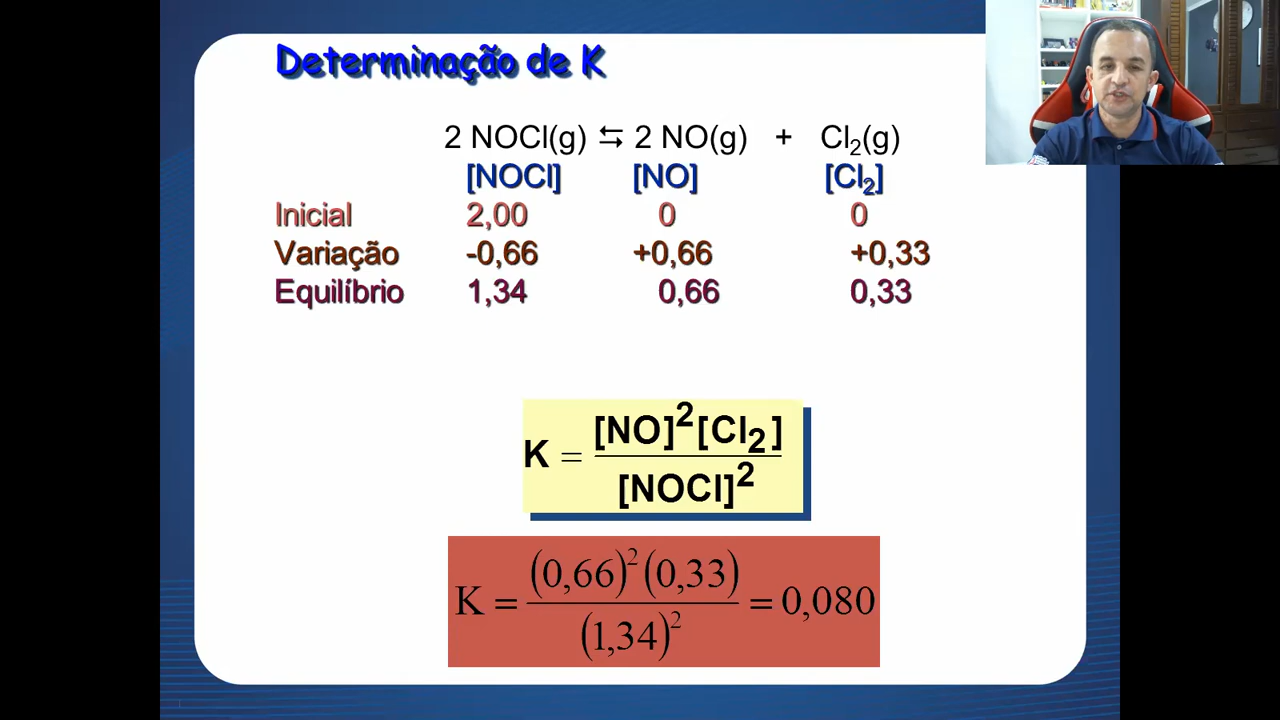 Determinação de K
2 NOCl(g) ⇆ 2 NO(g) + Cl₂(g)
[NOCl] [NO] [Cl₂]
Inicial 2,00 0 0
Variação -0,66 +0,66 +0,33
Equilíbrio 1,34 0,66 0,33
K = [NO]²[Cl₂] / [NOCl]²
K = (0,66)²(0,33) / (1,34)² = 0,080